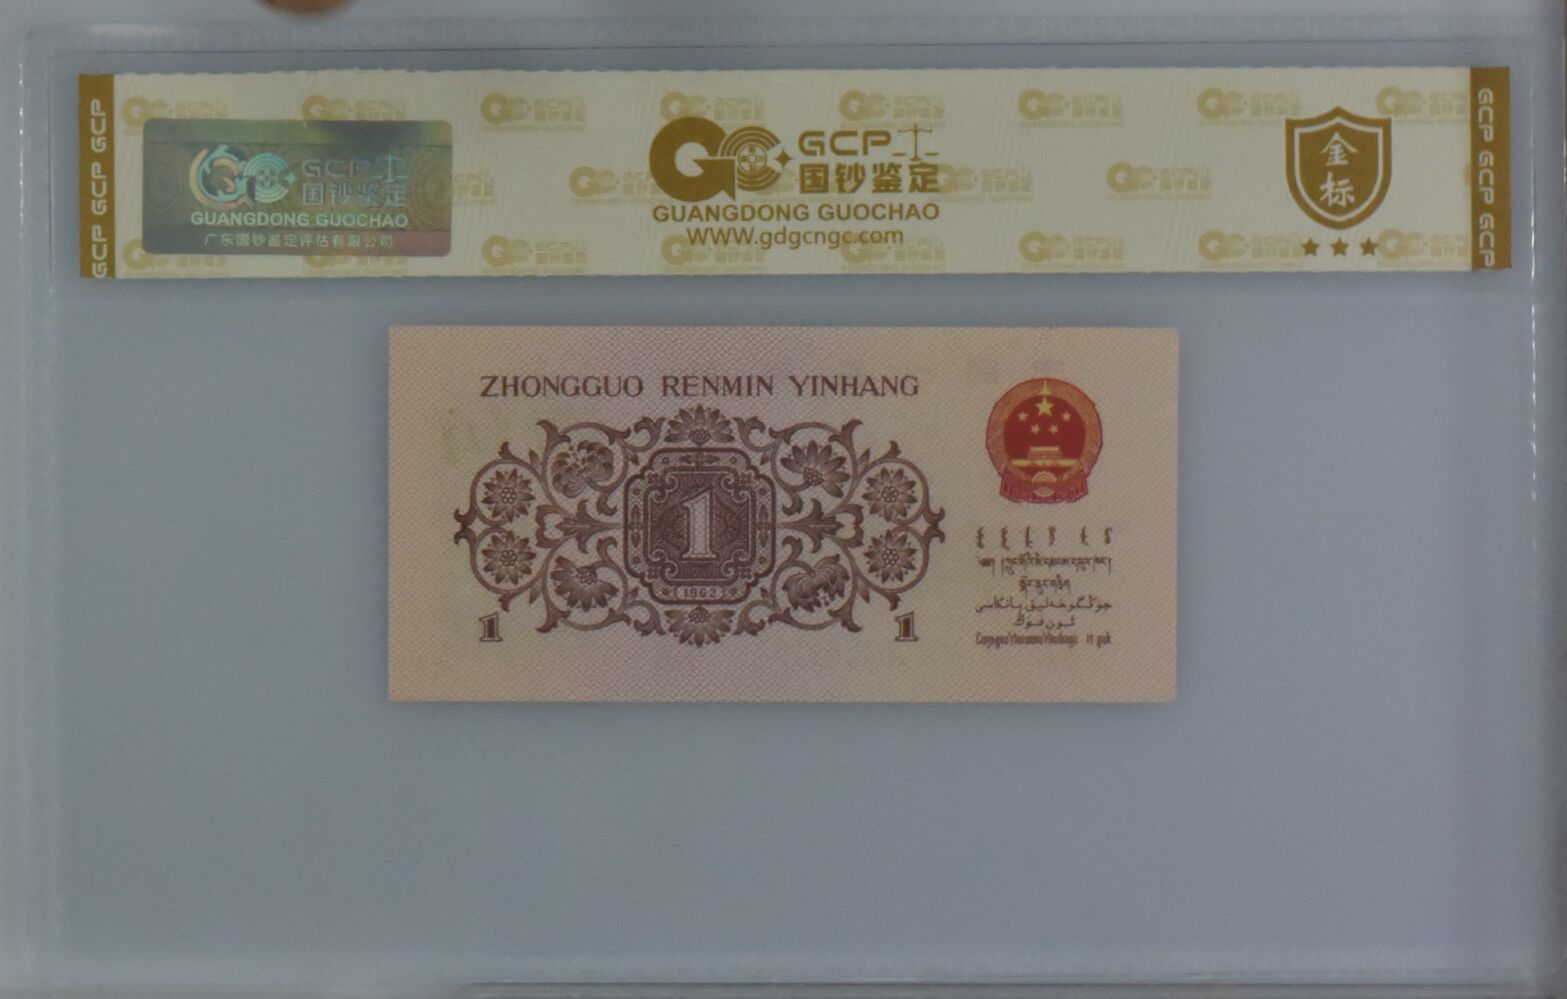 GCP GCP GCP
GCP
国钞鉴定
GUANGDONG GUOCHAO
广东国钞鉴定评估有限公司
GCP
国钞鉴定
GUANGDONG GUOCHAO
WWW.gdgcngc.com
金
标
GCP GCP GCP
ZHONGGUO RENMIN YINHANG
1
(1962)
1
1
جۇڭگوخەلىق بانكاسى